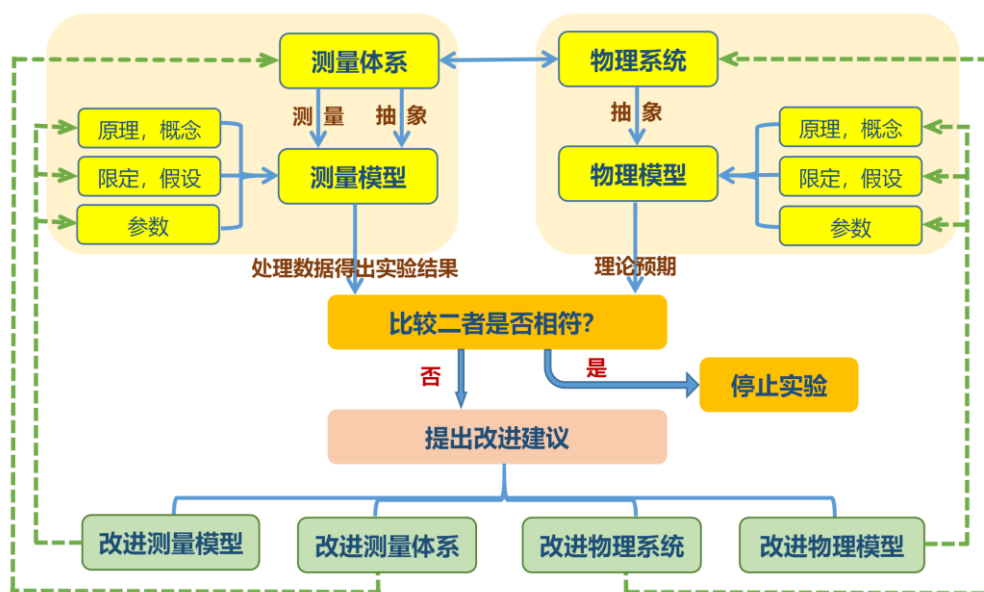 测量体系
物理系统
测 量
抽 象
抽 象
原理，概念
限定，假设
参数
测量模型
物理模型
原理，概念
限定，假设
参数
处理数据得出实验结果
理论预期
比较二者是否相符？
否
是
停止实验
提出改进建议
改进测量模型
改进测量体系
改进物理系统
改进物理模型